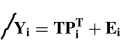 Yᵢ = TPᵢᵀ + Eᵢ